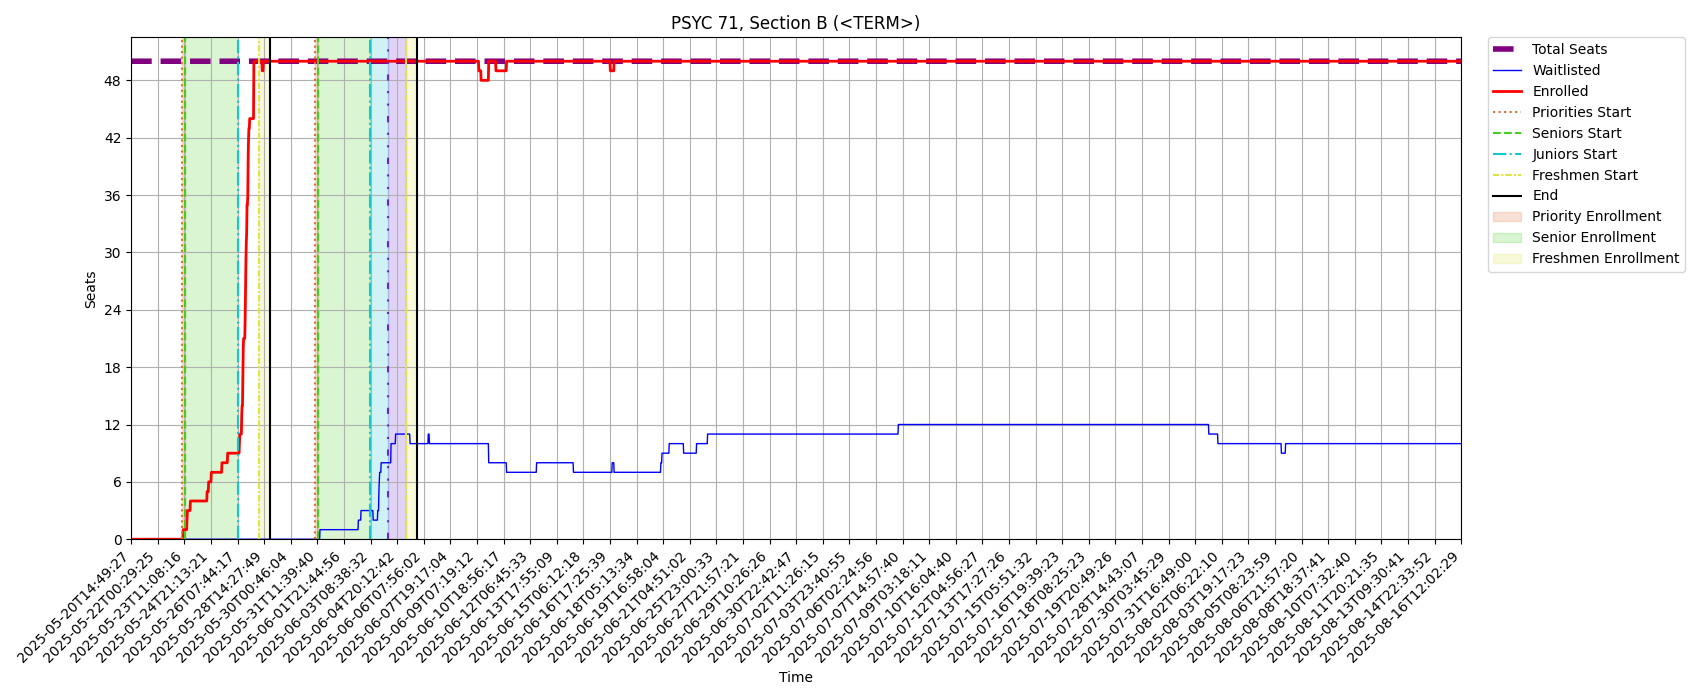 PSYC 71, Section B (<TERM>)
Total Seats
Waitlisted
Enrolled
Priorities Start
Seniors Start
Juniors Start
Freshmen Start
End
Priority Enrollment
Senior Enrollment
Freshmen Enrollment
Seats
48
42
36
30
24
18
12
6
0
2025-05-20T14:49:27
2025-05-22T00:29:25
2025-05-23T11:08:16
2025-05-24T21:13:21
2025-05-26T07:44:17
2025-05-28T14:27:49
2025-05-30T00:46:04
2025-05-31T11:39:40
2025-06-01T21:44:56
2025-06-03T08:38:32
2025-06-04T20:12:42
2025-06-06T07:56:02
2025-06-07T19:17:04
2025-06-09T07:19:12
2025-06-10T18:56:17
2025-06-12T06:45:33
2025-06-13T17:55:09
2025-06-15T06:12:18
2025-06-16T17:25:39
2025-06-18T05:13:34
2025-06-19T16:58:04
2025-06-21T04:51:02
2025-06-25T23:00:33
2025-06-27T21:57:21
2025-06-29T10:26:26
2025-06-30T22:42:47
2025-07-02T11:26:15
2025-07-03T23:40:55
2025-07-06T02:24:56
2025-07-07T14:57:40
2025-07-09T03:18:11
2025-07-10T16:04:40
2025-07-12T04:56:27
2025-07-13T17:27:26
2025-07-15T05:51:32
2025-07-16T19:39:23
2025-07-18T08:25:23
2025-07-19T20:49:26
2025-07-28T14:43:07
2025-07-30T03:45:29
2025-07-31T16:49:00
2025-08-02T06:22:10
2025-08-03T19:17:23
2025-08-05T08:23:59
2025-08-06T21:57:20
2025-08-08T18:37:41
2025-08-10T07:32:40
2025-08-11T20:21:35
2025-08-13T09:30:41
2025-08-14T22:33:52
2025-08-16T12:02:29
Time